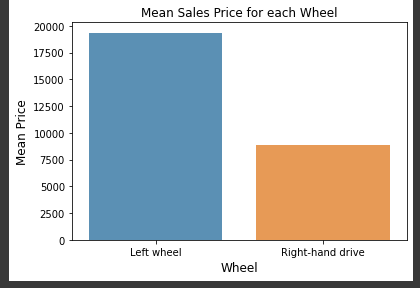 Mean Sales Price for each Wheel
20000
17500
15000
12500
10000
7500
5000
2500
0
Mean Price
Left wheel
Right-hand drive
Wheel